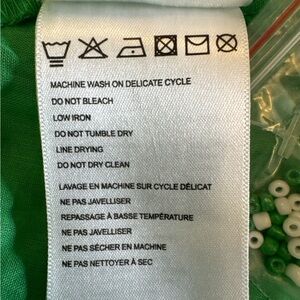 MACHINE WASH ON DELICATE CYCLE
DO NOT BLEACH
LOW IRON
DO NOT TUMBLE DRY
LINE DRYING
DO NOT DRY CLEAN
LAVAGE EN MACHINE SUR CYCLE DÉLICAT
NE PAS JAVELLISER
REPASSAGE À BASSE TEMPÉRATURE
NE PAS JAVELLISER
NE PAS SÉCHER EN MACHINE
NE PAS NETTOYER À SEC